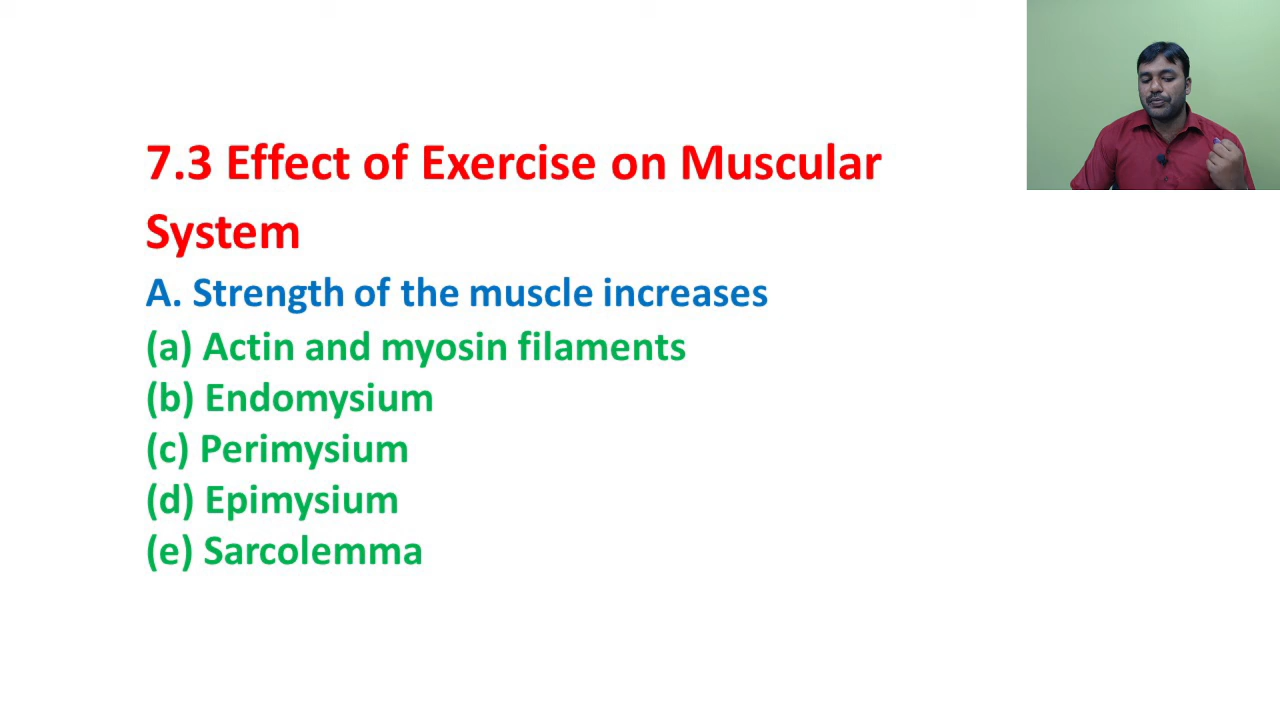 7.3 Effect of Exercise on Muscular
System
A. Strength of the muscle increases
(a) Actin and myosin filaments
(b) Endomysium
(c) Perimysium
(d) Epimysium
(e) Sarcolemma